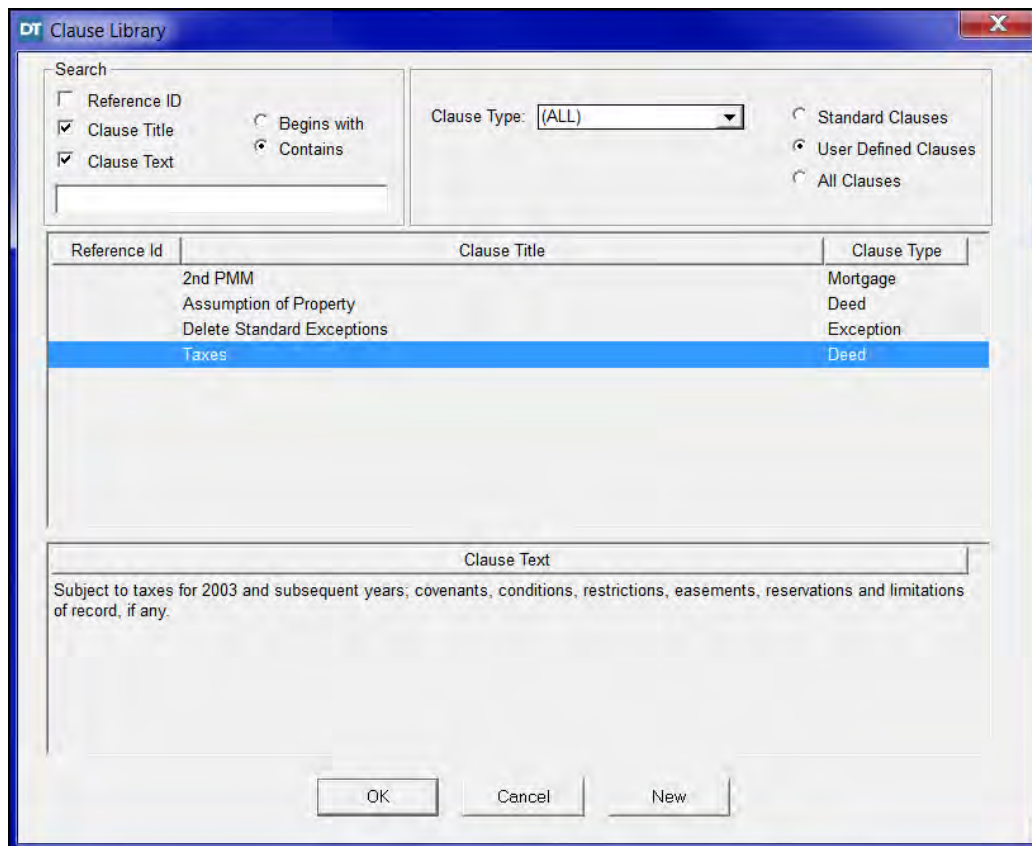 DT Clause Library
X
Search
Reference ID
Clause Title
Clause Text
Begins with
Contains
Clause Type: (ALL)
Standard Clauses
User Defined Clauses
All Clauses
Reference Id Clause Title Clause Type
2nd PMM Mortgage
Assumption of Property Deed
Delete Standard Exceptions Exception
Taxes Deed
Clause Text
Subject to taxes for 2003 and subsequent years; covenants, conditions, restrictions, easements, reservations and limitations
of record, if any.
OK Cancel New